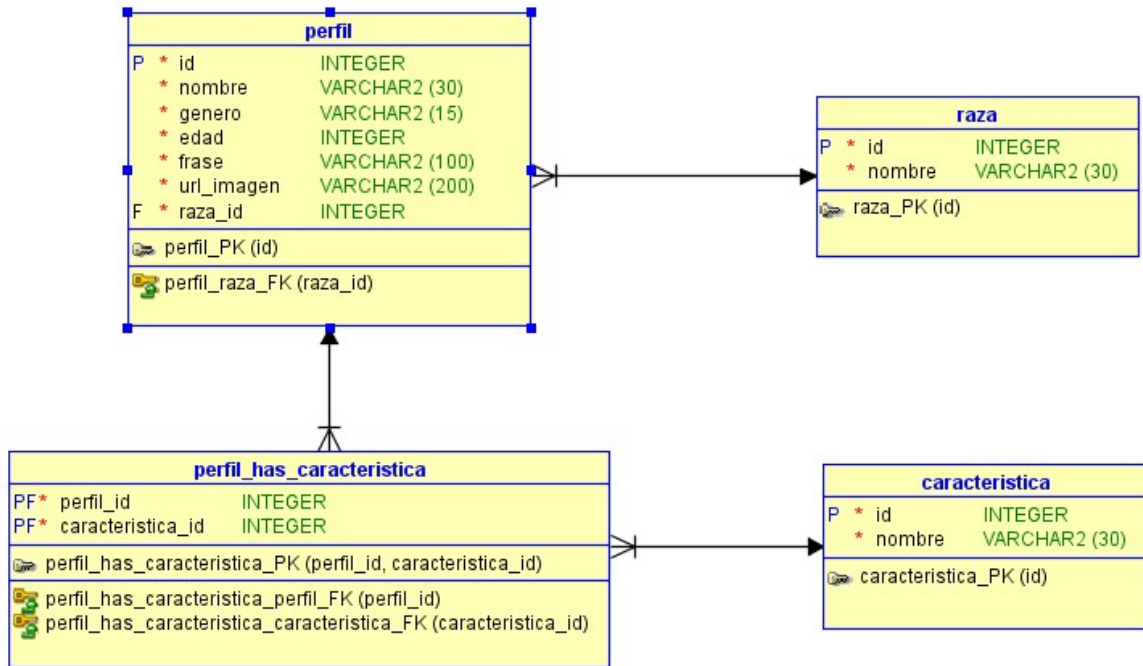 perfil
P * id INTEGER
* nombre VARCHAR2 (30)
* genero VARCHAR2 (15)
* edad INTEGER
* frase VARCHAR2 (100)
* url_imagen VARCHAR2 (200)
F * raza_id INTEGER
perfil_PK (id)
perfil_raza_FK (raza_id)
raza
P * id INTEGER
* nombre VARCHAR2 (30)
raza_PK (id)
perfil_has_caracteristica
PF* perfil_id INTEGER
PF* caracteristica_id INTEGER
perfil_has_caracteristica_PK (perfil_id, caracteristica_id)
perfil_has_caracteristica_perfil_FK (perfil_id)
perfil_has_caracteristica_caracteristica_FK (caracteristica_id)
caracteristica
P * id INTEGER
* nombre VARCHAR2 (30)
caracteristica_PK (id)